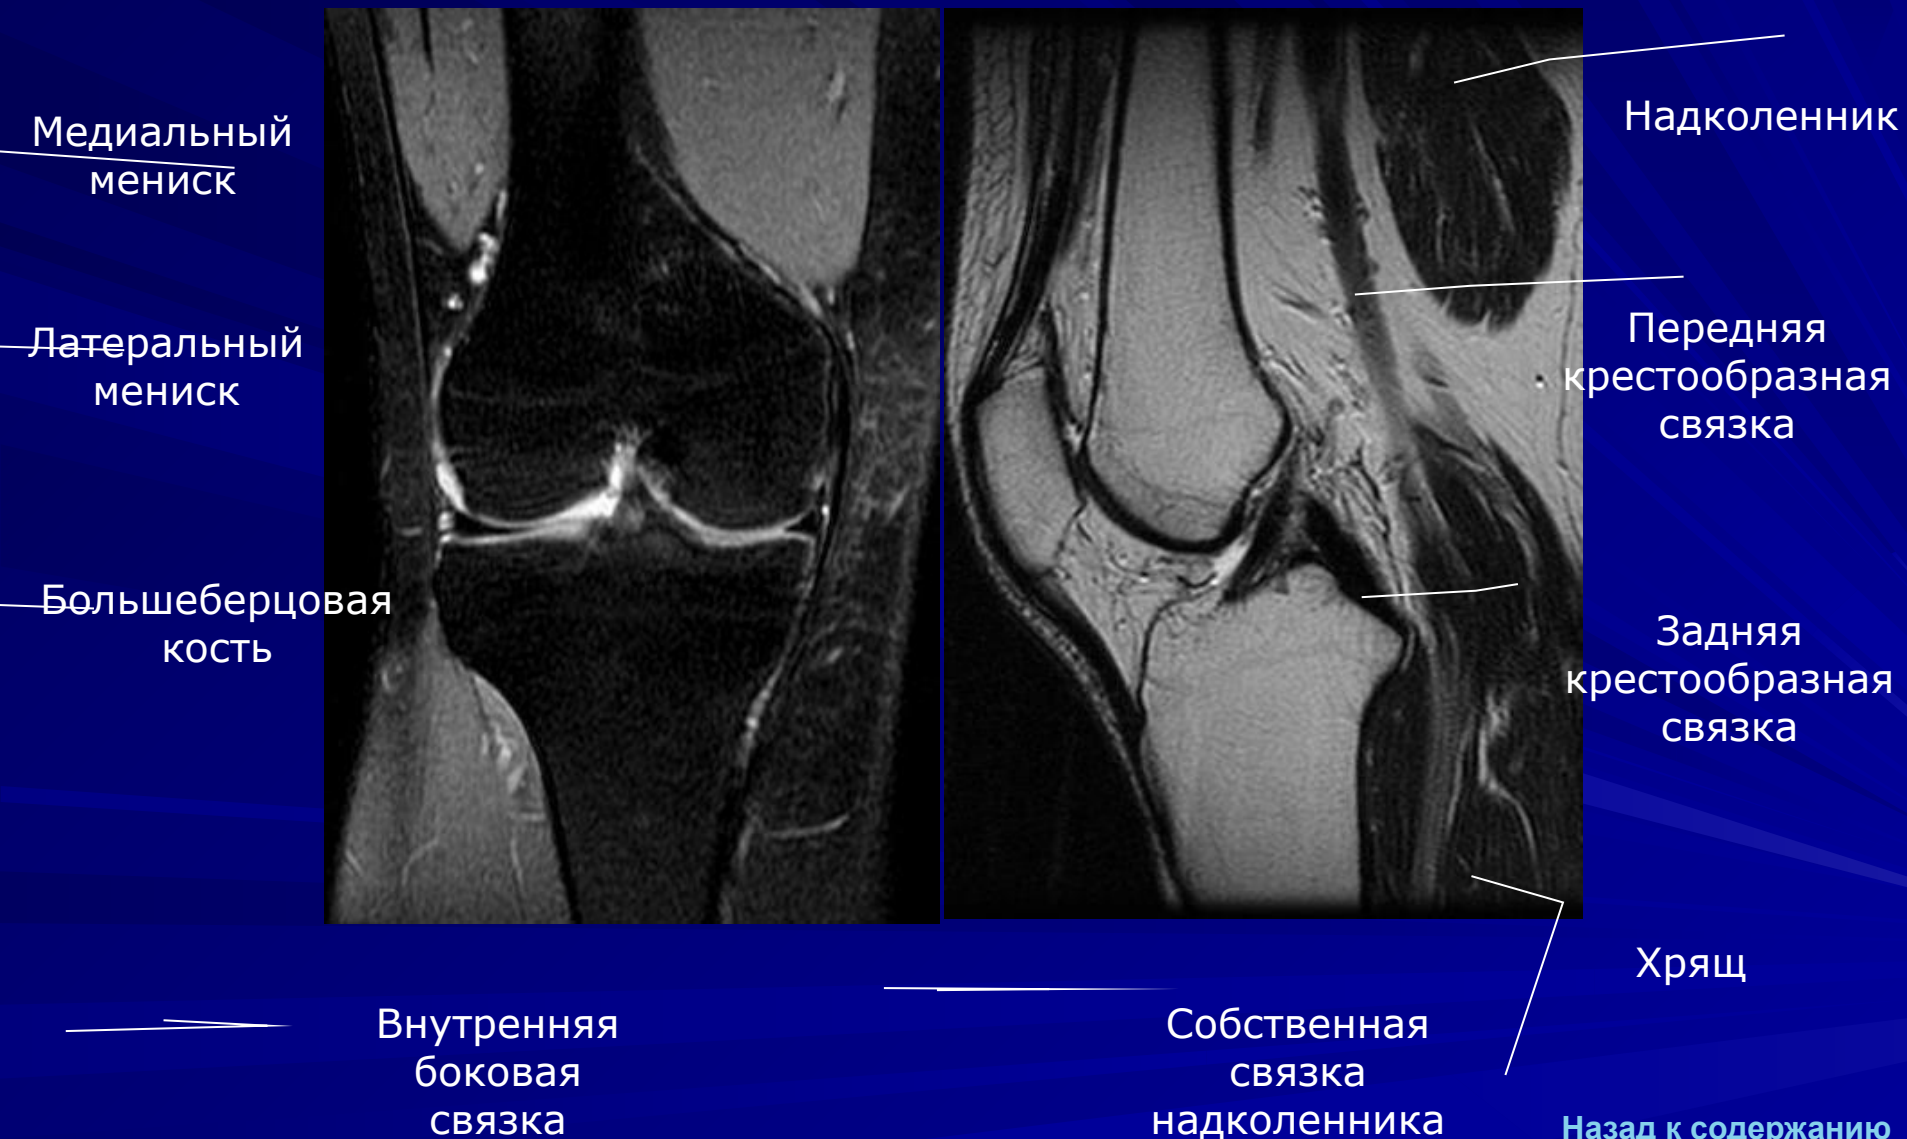 Медиальный
мениск
Латеральный
мениск
Большеберцовая
кость
Внутренняя
боковая
связка
Надколенник
Передняя
крестообразная
связка
Задняя
крестообразная
связка
Хрящ
Собственная
связка
надколенника
Назад к содержанию